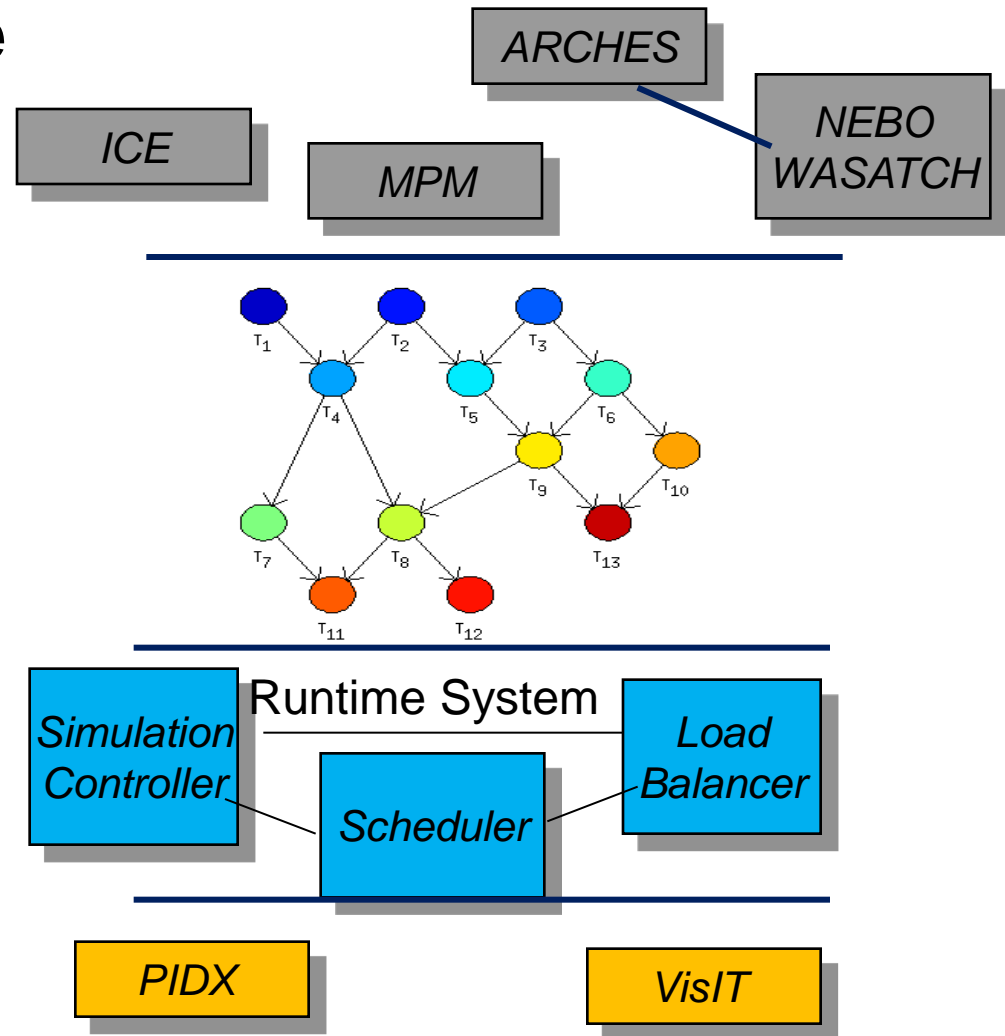 e
ARCHES
NEBO
WASATCH
ICE
MPM
T1
T2
T3
T4
T5
T6
T9
T10
T7
T8
T13
T11
T12
Runtime System
Simulation
Controller
Load
Balancer
Scheduler
PIDX
VisIT